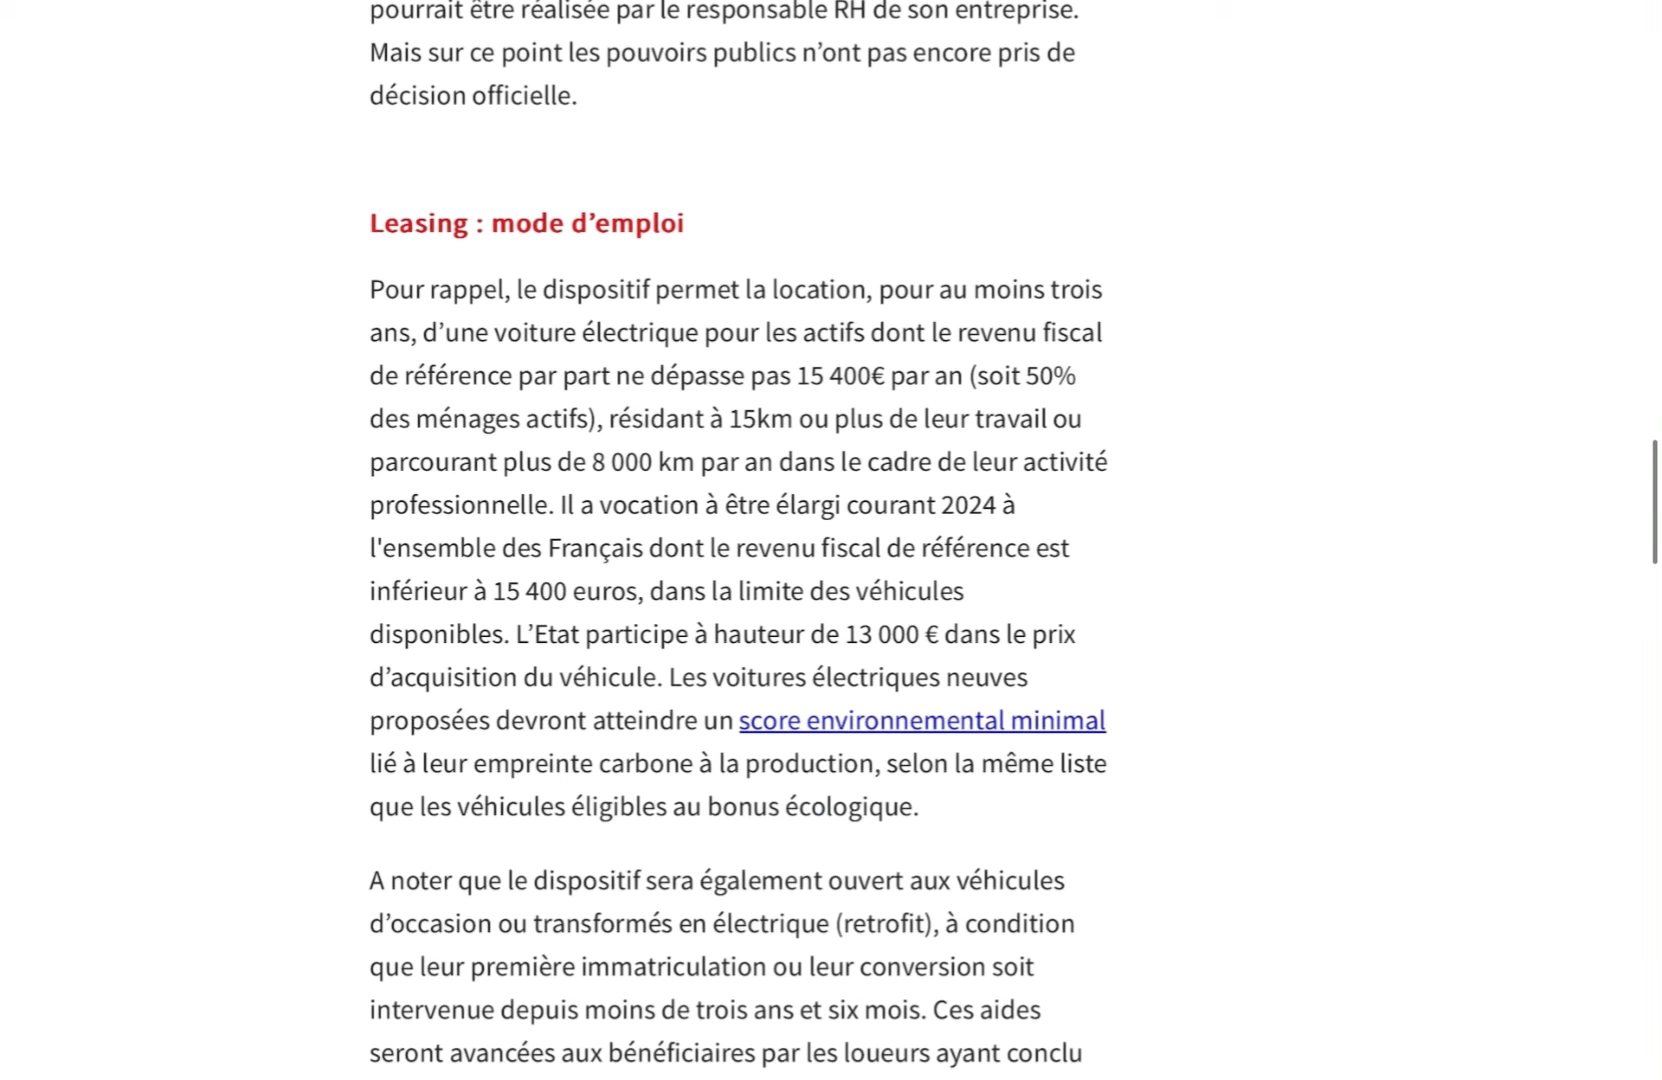 pourrait être réalisée par le responsable RH de son entreprise.
Mais sur ce point les pouvoirs publics n’ont pas encore pris de
décision officielle.
Leasing : mode d’emploi
Pour rappel, le dispositif permet la location, pour au moins trois
ans, d’une voiture électrique pour les actifs dont le revenu fiscal
de référence par part ne dépasse pas 15 400€ par an (soit 50%
des ménages actifs), résidant à 15km ou plus de leur travail ou
parcourant plus de 8 000 km par an dans le cadre de leur activité
professionnelle. Il a vocation à être élargi courant 2024 à
l'ensemble des Français dont le revenu fiscal de référence est
inférieur à 15 400 euros, dans la limite des véhicules
disponibles. L’Etat participe à hauteur de 13 000 € dans le prix
d’acquisition du véhicule. Les voitures électriques neuves
proposées devront atteindre un score environnemental minimal
lié à leur empreinte carbone à la production, selon la même liste
que les véhicules éligibles au bonus écologique.
A noter que le dispositif sera également ouvert aux véhicules
d’occasion ou transformés en électrique (retrofit), à condition
que leur première immatriculation ou leur conversion soit
intervenue depuis moins de trois ans et six mois. Ces aides
seront avancées aux bénéficiaires par les loueurs ayant conclu